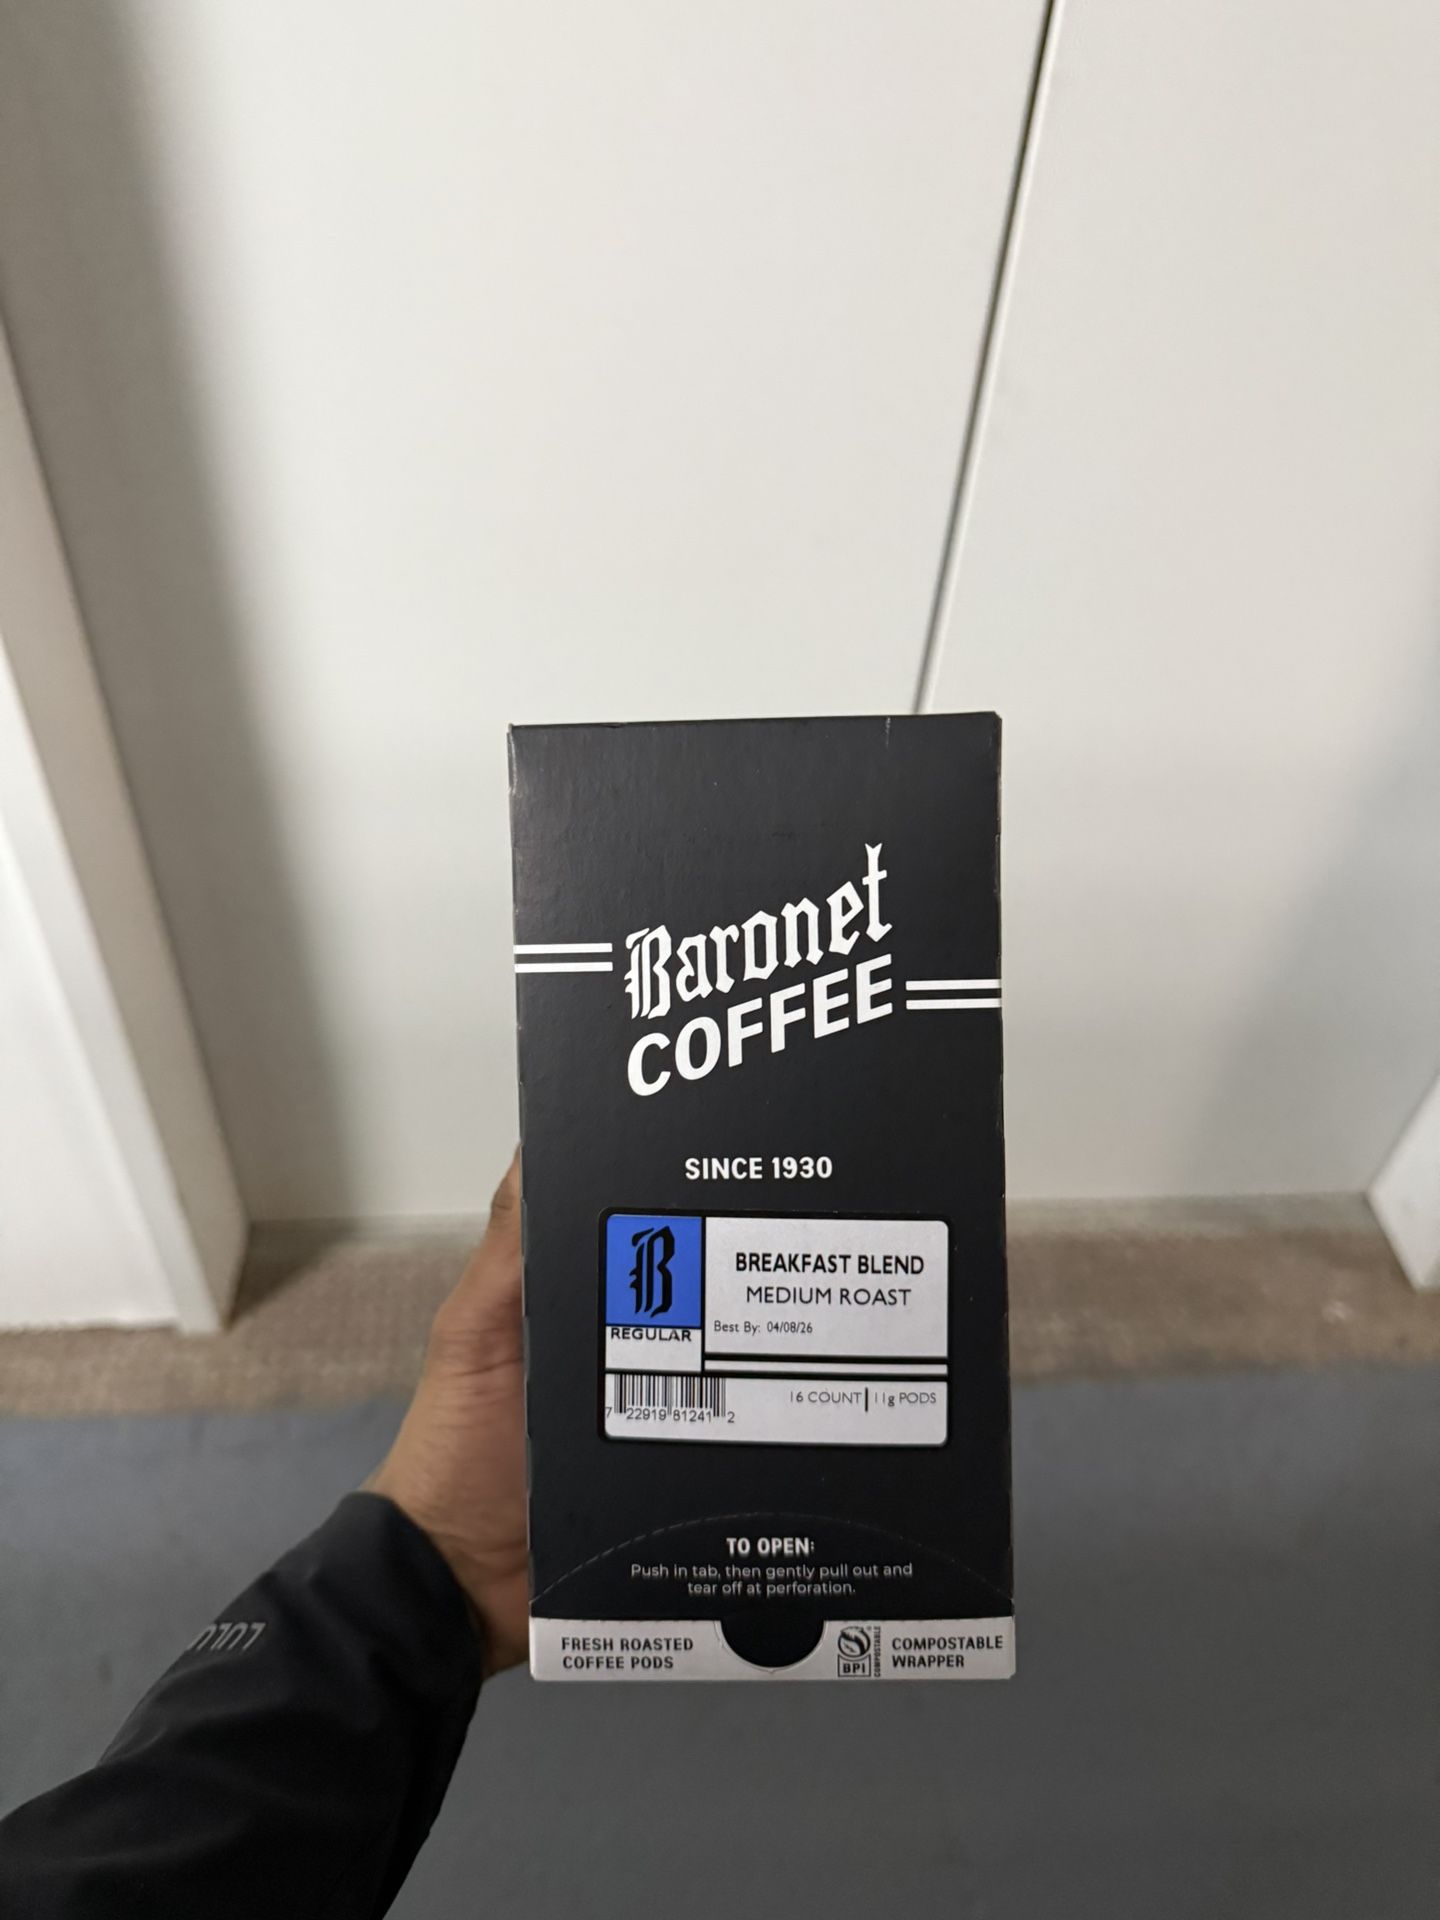 Baronet
COFFEE
SINCE 1930
B
BREAKFAST BLEND
MEDIUM ROAST
REGULAR
Best By: 04/08/26
16 COUNT | 11g PODS
7 22919 81241 2
TO OPEN:
Push in tab, then gently pull out and
tear off at perforation.
FRESH ROASTED
COFFEE PODS
BPI
COMPOSTABLE
COMPOSTABLE
WRAPPER
LULU